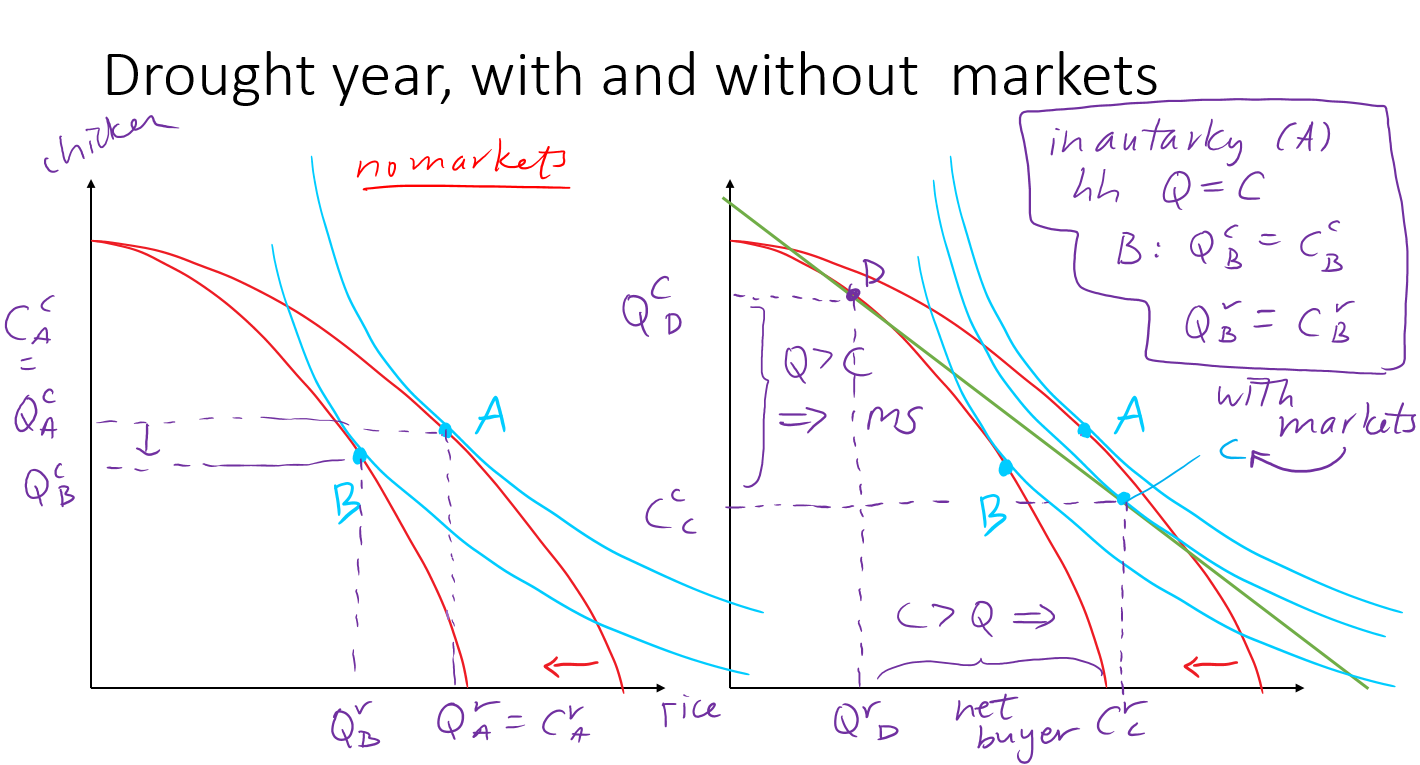 Drought year, with and without markets
chicken
no markets
C_A^C
=
Q_A^C
Q_B^C
A
B
Q_B^r
Q_A^r = C_A^r
rice
Q_D^C
D
Q > C
⇒ ms
C_C^C
A
B
C
with
markets
C > Q ⇒
Q_D^r
net
buyer
C_C^r
in autarky (A)
hh Q = C
B: Q_B^C = C_B^C
Q_B^r = C_B^r